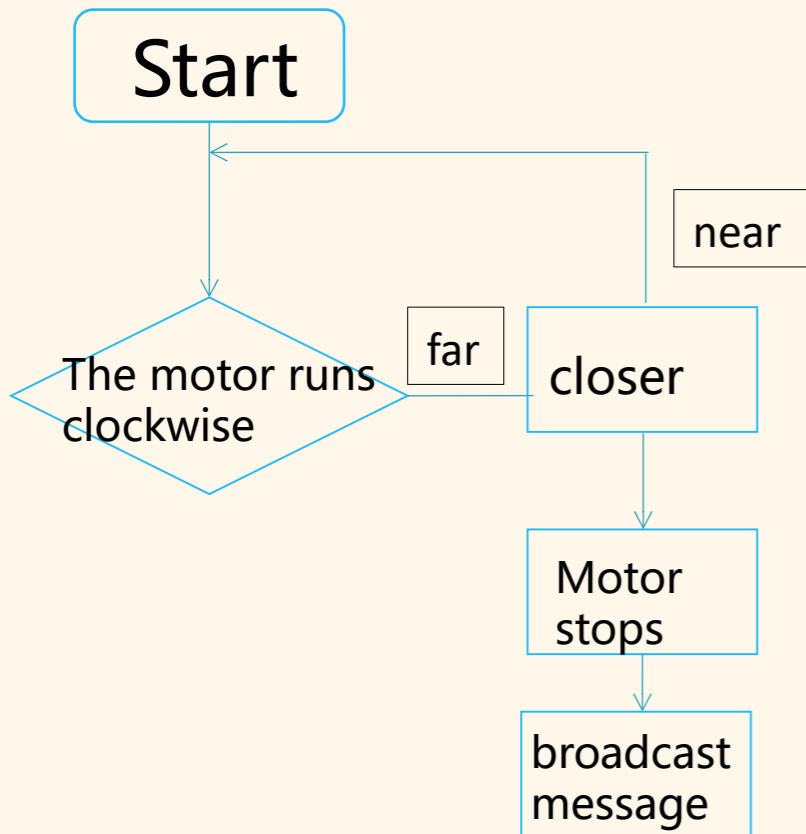 Start
near
far
The motor runs
clockwise
closer
Motor
stops
broadcast
message